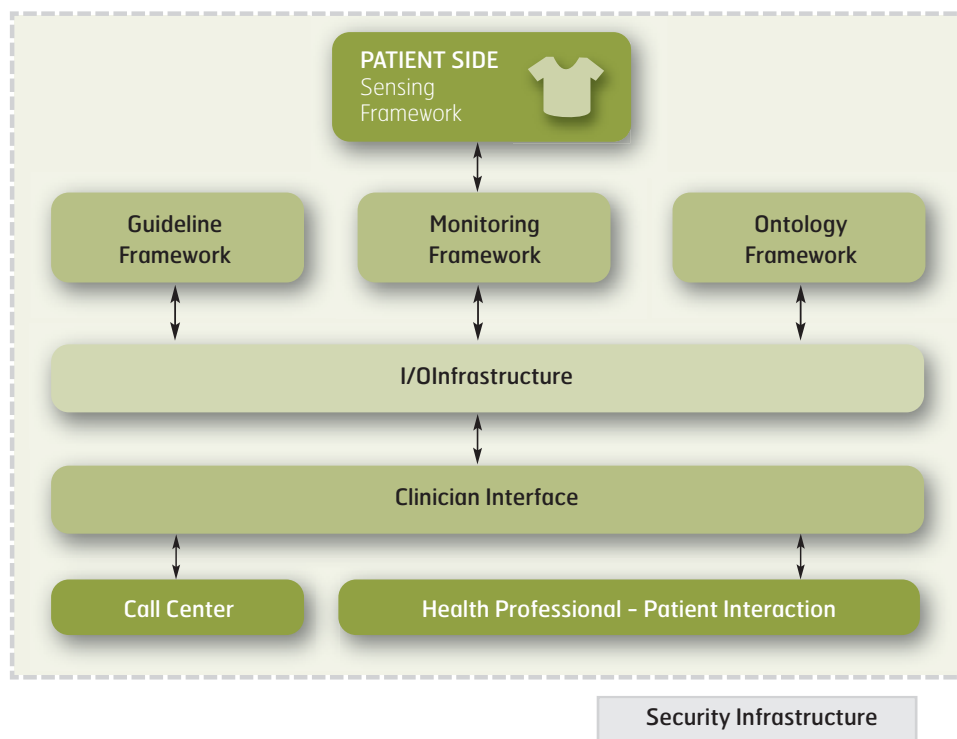 PATIENT SIDE
Sensing
Framework
Guideline
Framework
Monitoring
Framework
Ontology
Framework
I/OInfrastructure
Clinician Interface
Call Center
Health Professional – Patient Interaction
Security Infrastructure